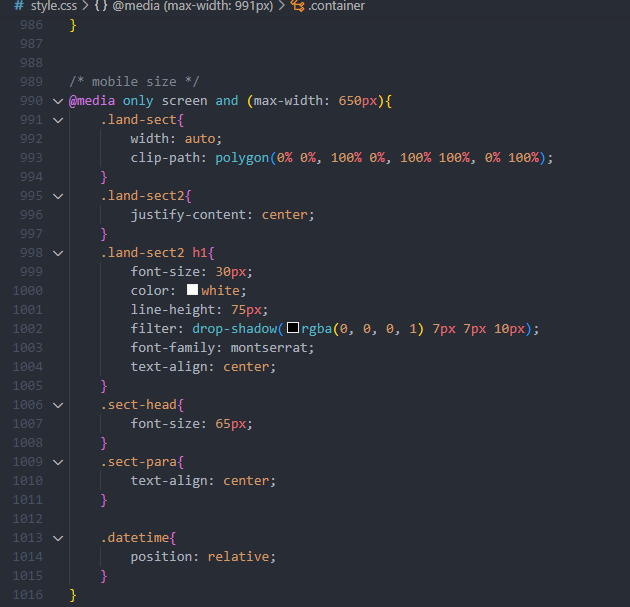 # style.css > {} @media (max-width: 991px) > .container
986 }
987
988
989 /* mobile size */
990 @media only screen and (max-width: 650px){
991 .land-sect{
992 width: auto;
993 clip-path: polygon(0% 0%, 100% 0%, 100% 100%, 0% 100%);
994 }
995 .land-sect2{
996 justify-content: center;
997 }
998 .land-sect2 h1{
999 font-size: 30px;
1000 color: white;
1001 line-height: 75px;
1002 filter: drop-shadow(rgba(0, 0, 0, 1) 7px 7px 10px);
1003 font-family: montserrat;
1004 text-align: center;
1005 }
1006 .sect-head{
1007 font-size: 65px;
1008 }
1009 .sect-para{
1010 text-align: center;
1011 }
1012
1013 .datetime{
1014 position: relative;
1015 }
1016 }